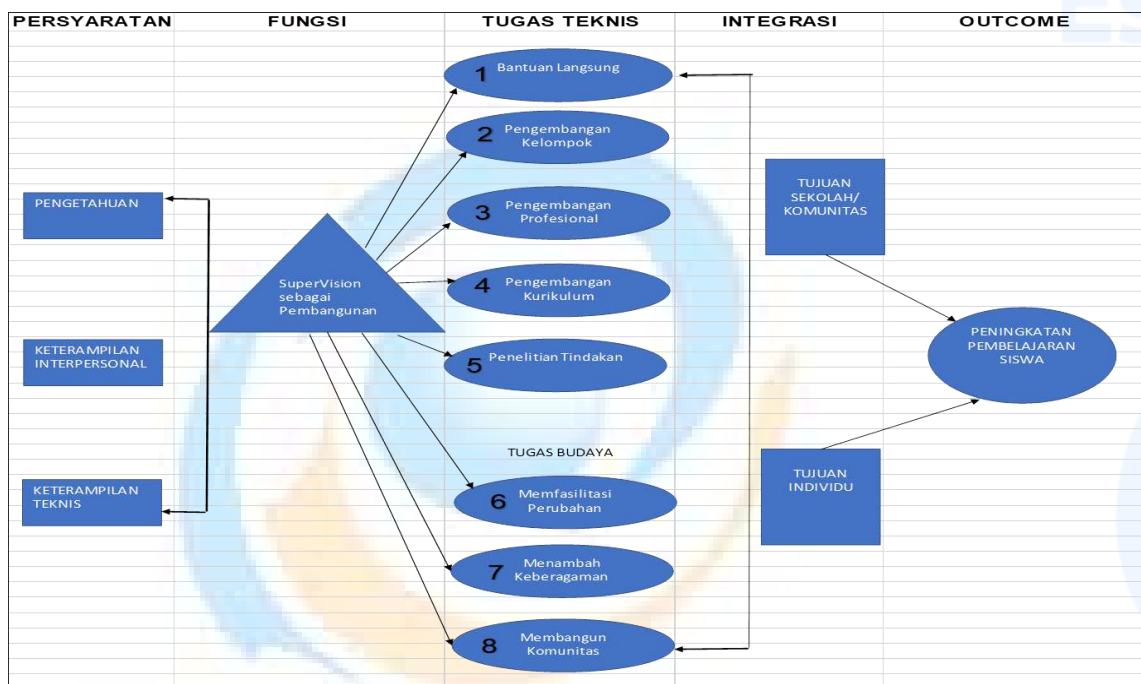 PERSYARATAN FUNGSI TUGAS TEKNIS INTEGRASI OUTCOME
1 Bantuan Langsung
2 Pengembangan
Kelompok
3 Pengembangan
Profesional
4 Pengembangan
Kurikulum
5 Penelitian Tindakan
TUGAS BUDAYA
6 Memfasilitasi
Perubahan
7 Menambah
Keberagaman
8 Membangun
Komunitas
PENGETAHUAN
KETERAMPILAN
INTERPERSONAL
KETERAMPILAN
TEKNIS
SuperVision
sebagai
Pembangunan
TUJUAN
SEKOLAH/
KOMUNITAS
TUJUAN
INDIVIDU
PENINGKATAN
PEMBELAJARAN
SISWA
ES